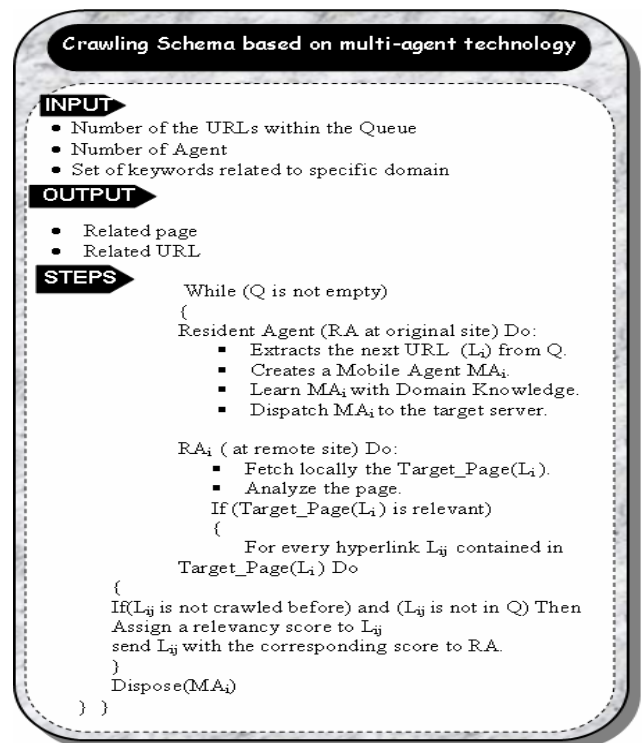 Crawling Schema based on multi-agent technology
INPUT
• Number of the URLs within the Queue
• Number of Agent
• Set of keywords related to specific domain
OUTPUT
• Related page
• Related URL
STEPS
While (Q is not empty)
{
Resident Agent (RA at original site) Do:
▪ Extracts the next URL (Li) from Q.
▪ Creates a Mobile Agent MAi.
▪ Learn MAi with Domain Knowledge.
▪ Dispatch MAi to the target server.
RAi ( at remote site) Do:
▪ Fetch locally the Target_Page(Li).
▪ Analyze the page.
If (Target_Page(Li) is relevant)
{
For every hyperlink Lij contained in
Target_Page(Li) Do
{
If(Lij is not crawled before) and (Lij is not in Q) Then
Assign a relevancy score to Lij
send Lij with the corresponding score to RA.
}
Dispose(MAi)
} }